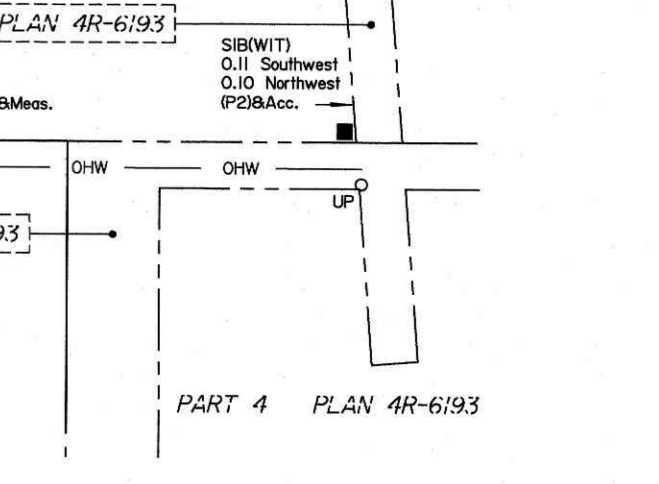 PLAN 4R-6193
SIB(WIT)
0.11 Southwest
0.10 Northwest
(P2)&Acc.
&Meas.
OHW OHW
UP
93
PART 4 PLAN 4R-6193